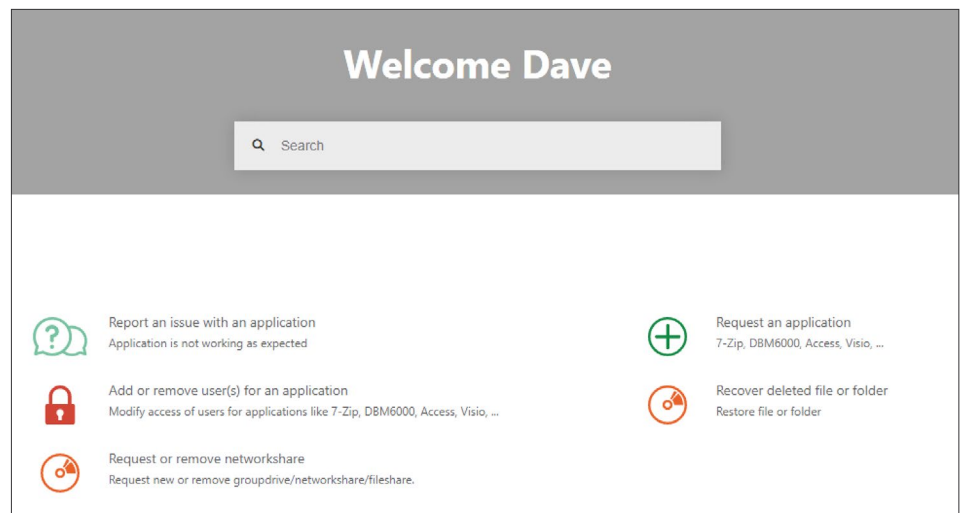 Welcome Dave
Search
Report an issue with an application
Application is not working as expected
Request an application
7-Zip, DBM6000, Access, Visio, ...
Add or remove user(s) for an application
Modify access of users for applications like 7-Zip, DBM6000, Access, Visio, ...
Recover deleted file or folder
Restore file or folder
Request or remove networkshare
Request new or remove groupdrive/networkshare/fileshare.